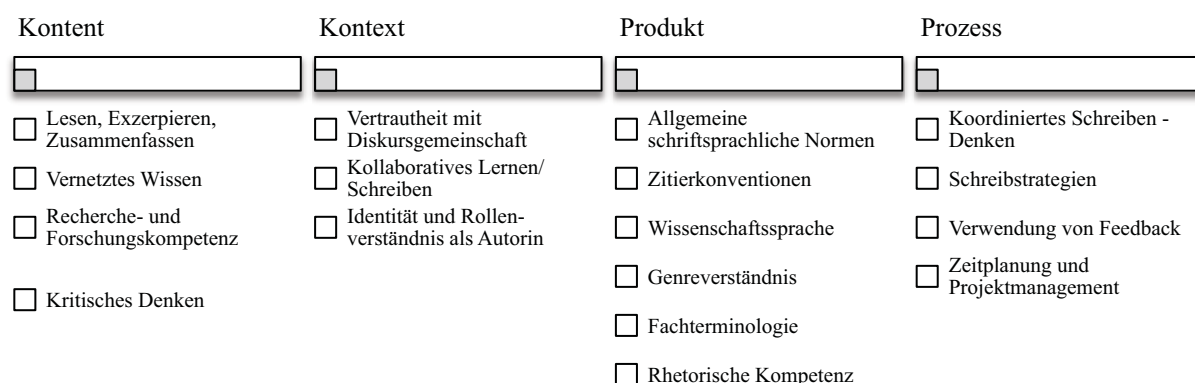 Kontent
Lesen, Exzerpieren,
Zusammenfassen
Vernetztes Wissen
Recherche- und
Forschungskompetenz
Kritisches Denken
Kontext
Vertrautheit mit
Diskursgemeinschaft
Kollaboratives Lernen/
Schreiben
Identität und Rollen-
verständnis als Autorin
Produkt
Allgemeine
schriftsprachliche Normen
Zitierkonventionen
Wissenschaftssprache
Genreverständnis
Fachterminologie
Rhetorische Kompetenz
Prozess
Koordiniertes Schreiben -
Denken
Schreibstrategien
Verwendung von Feedback
Zeitplanung und
Projektmanagement